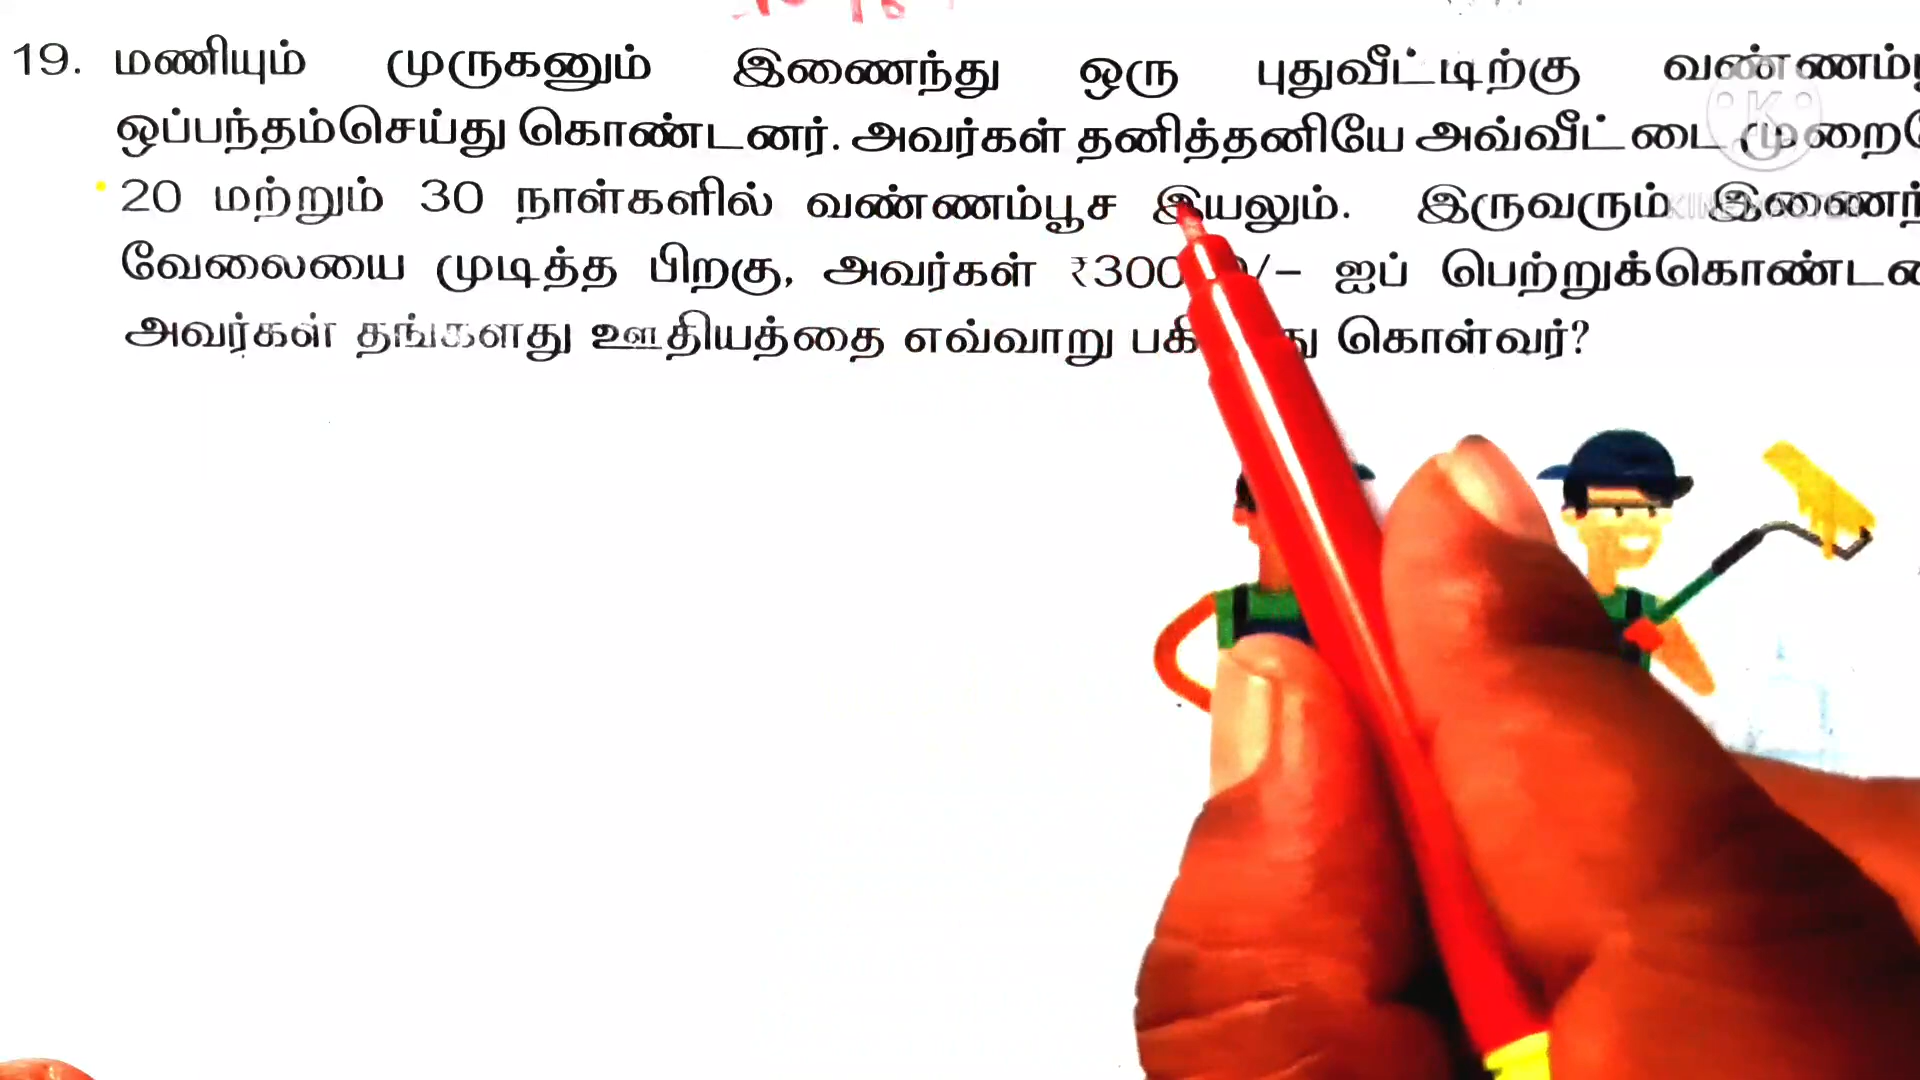 19. மணியும் முருகனும் இணைந்து ஒரு புதுவீட்டிற்கு
ஒப்பந்தம்செய்து கொண்டனர். அவர்கள் தனித்தனியே அவ்வீட்டை
20 மற்றும் 30 நாள்களில் வண்ணம்பூச இயலும். இருவரும்
வேலையை முடித்த பிறகு, அவர்கள் ஐப்
அவர்கள் தங்களது ஊதியத்தை எவ்வாறு கொள்வர்?
KINEMASTER